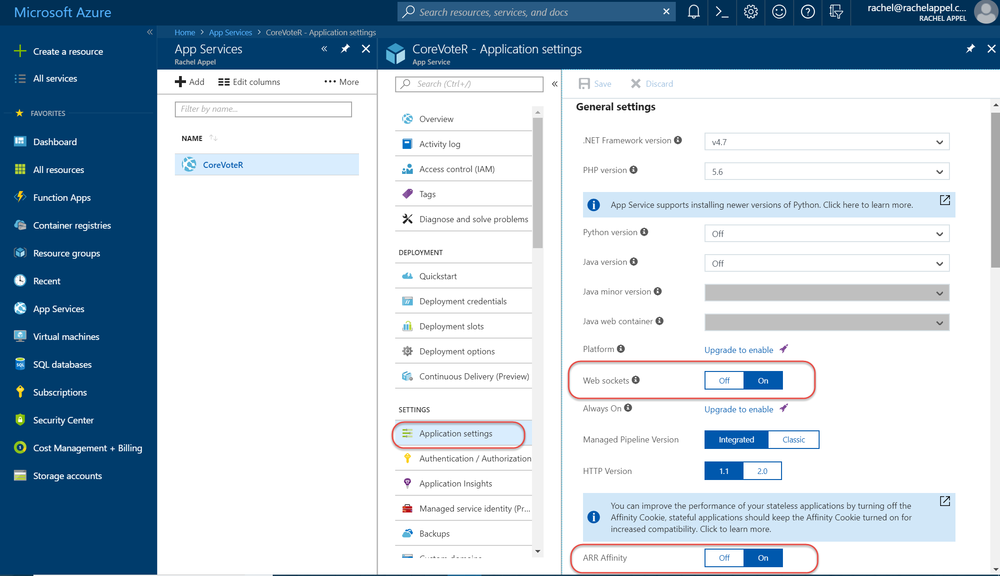 Microsoft Azure
Search resources, services, and docs
rachel@rachelappel.c...
RACHEL APPEL
Home > App Services > CoreVoteR - Application settings
Create a resource
All services
FAVORITES
Dashboard
All resources
Function Apps
Container registries
Resource groups
Recent
App Services
Virtual machines
SQL databases
Subscriptions
Security Center
Cost Management + Billing
Storage accounts
App Services
Rachel Appel
Add
Edit columns
More
Filter by name...
NAME
CoreVoteR
CoreVoteR - Application settings
App Service
Search (Ctrl+/)
Overview
Activity log
Access control (IAM)
Tags
Diagnose and solve problems
DEPLOYMENT
Quickstart
Deployment credentials
Deployment slots
Deployment options
Continuous Delivery (Preview)
SETTINGS
Application settings
Authentication / Authorization
Application Insights
Managed service identity (Pr...
Backups
Custom domains
Save
Discard
General settings
.NET Framework version
v4.7
PHP version
5.6
App Service supports installing newer versions of Python. Click here to learn more.
Python version
Off
Java version
Off
Java minor version
Java web container
Platform
Upgrade to enable
Web sockets
Off On
Always On
Upgrade to enable
Managed Pipeline Version
Integrated Classic
HTTP Version
1.1 2.0
You can improve the performance of your stateless applications by turning off the
Affinity Cookie, stateful applications should keep the Affinity Cookie turned on for
increased compatibility. Click to learn more.
ARR Affinity
Off On